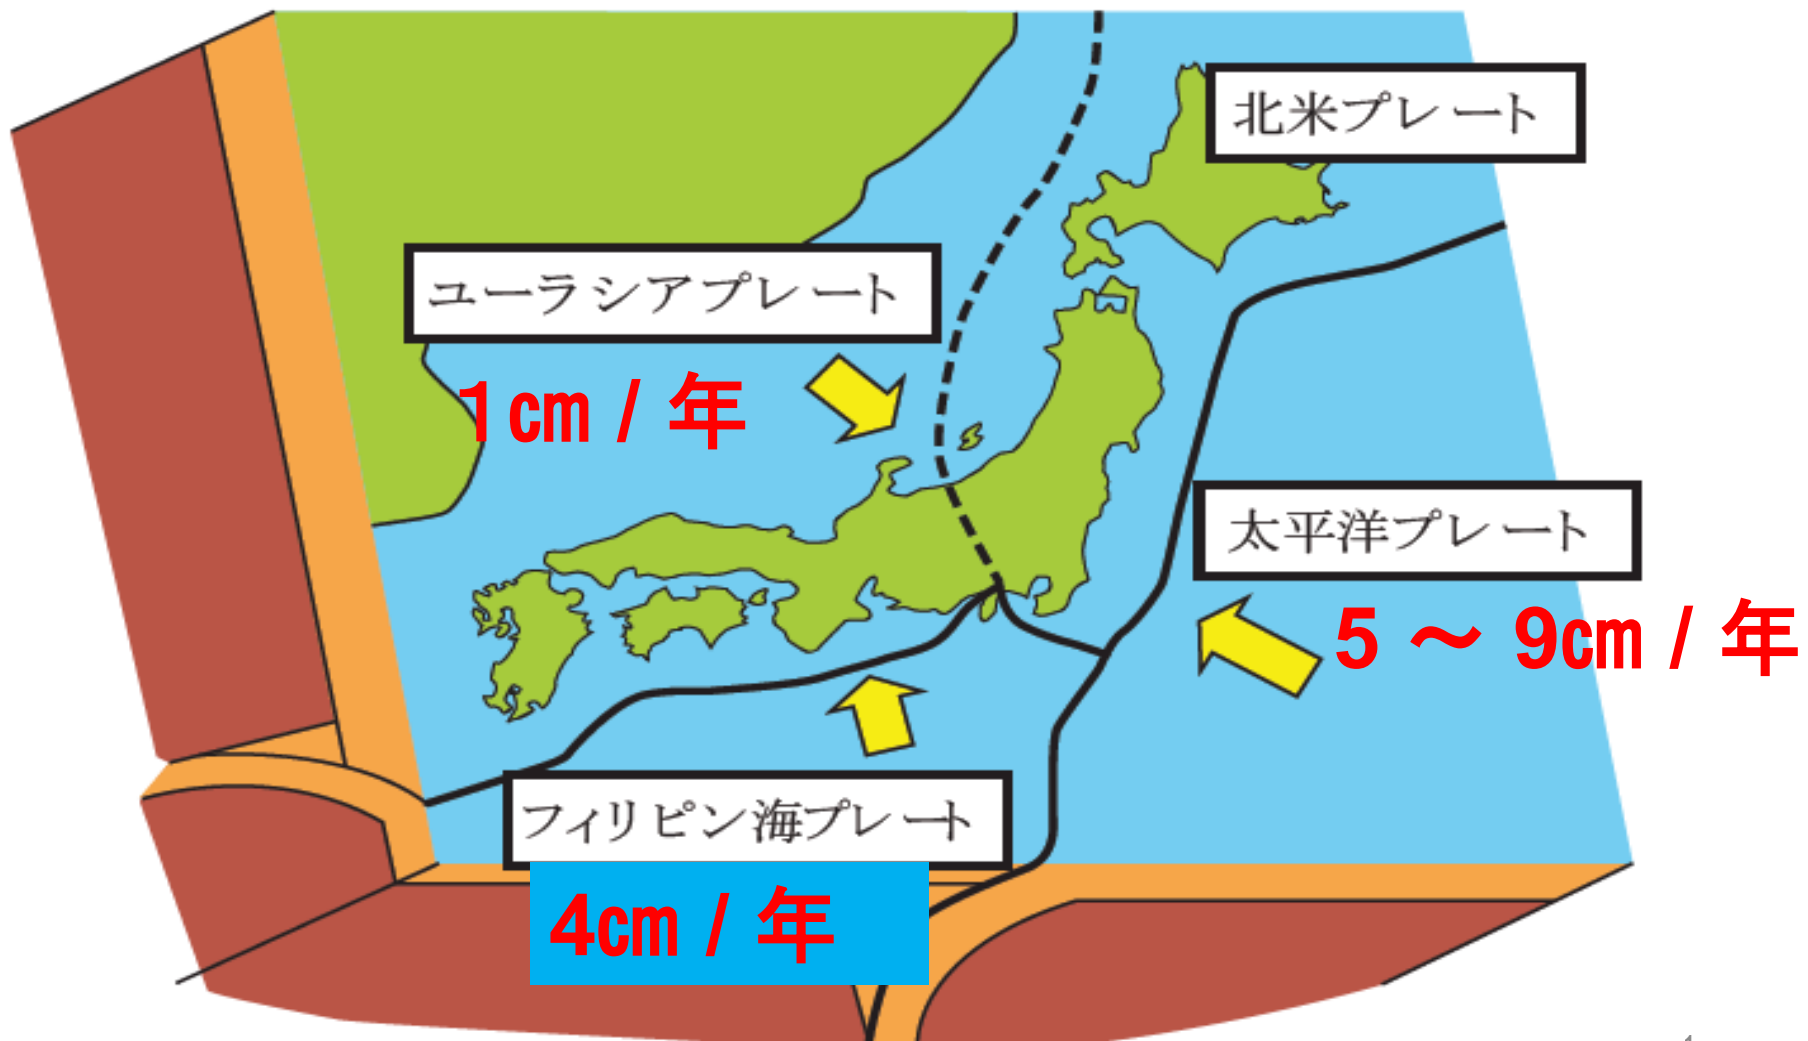 北米プレート
ユーラシアプレート
1cm / 年
太平洋プレート
5 ～ 9cm / 年
フィリピン海プレート
4cm / 年